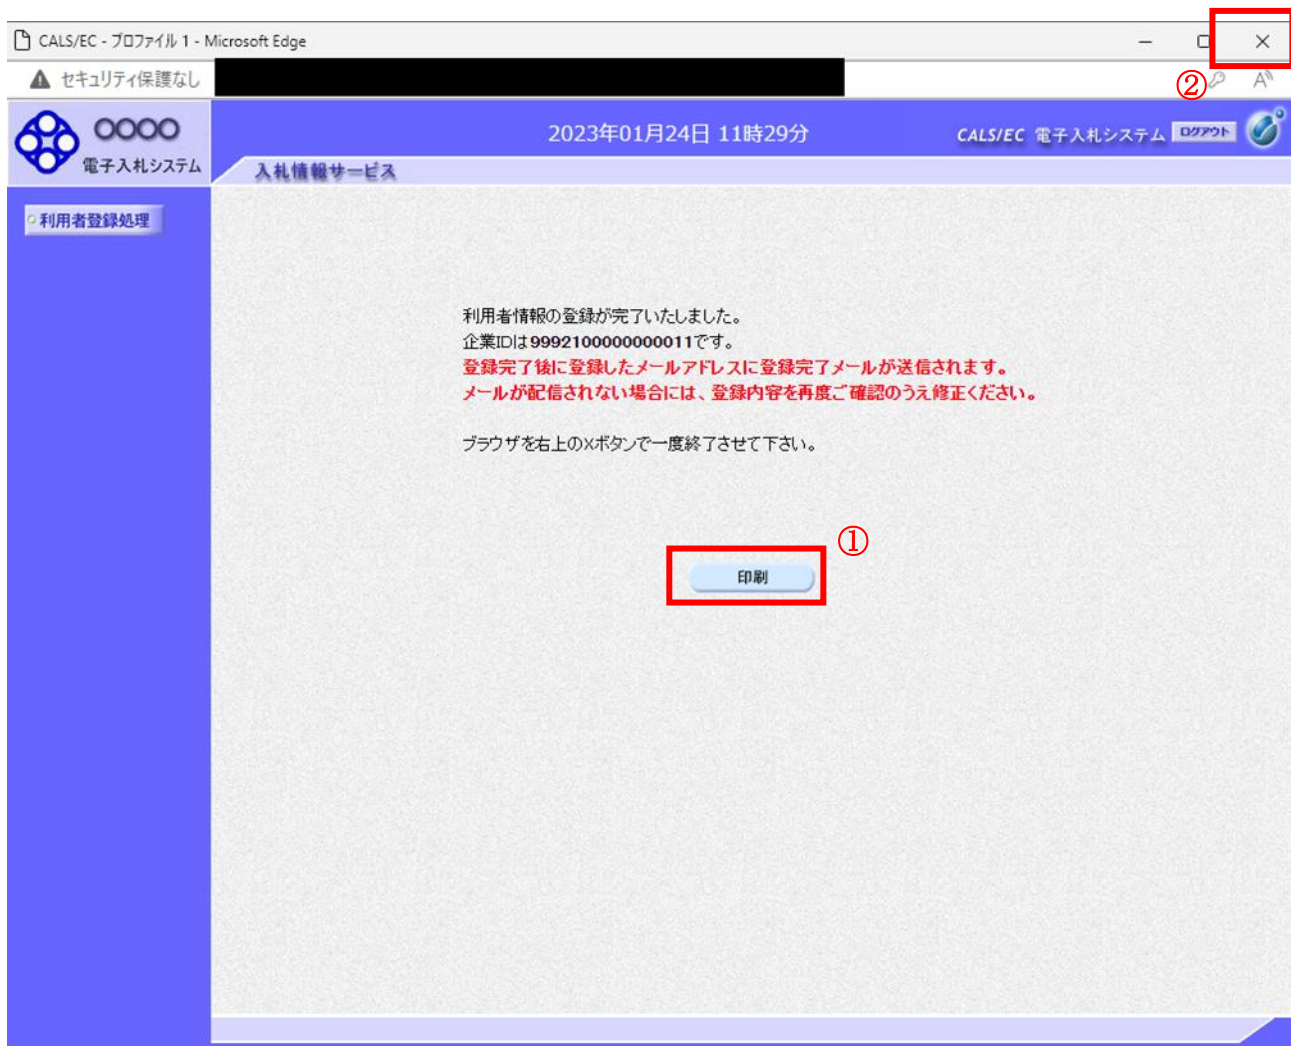 CALS/EC - プロファイル 1 - Microsoft Edge
セキュリティ保護なし
②
〇〇〇〇
電子入札システム
2023年01月24日 11時29分
CALS/EC 電子入札システム
ログアウト
入札情報サービス
利用者登録処理
利用者情報の登録が完了いたしました。
企業IDは9992100000000011です。
登録完了後に登録したメールアドレスに登録完了メールが送信されます。
メールが配信されない場合には、登録内容を再度ご確認のうえ修正ください。
ブラウザを右上の×ボタンで一度終了させて下さい。
①
印刷